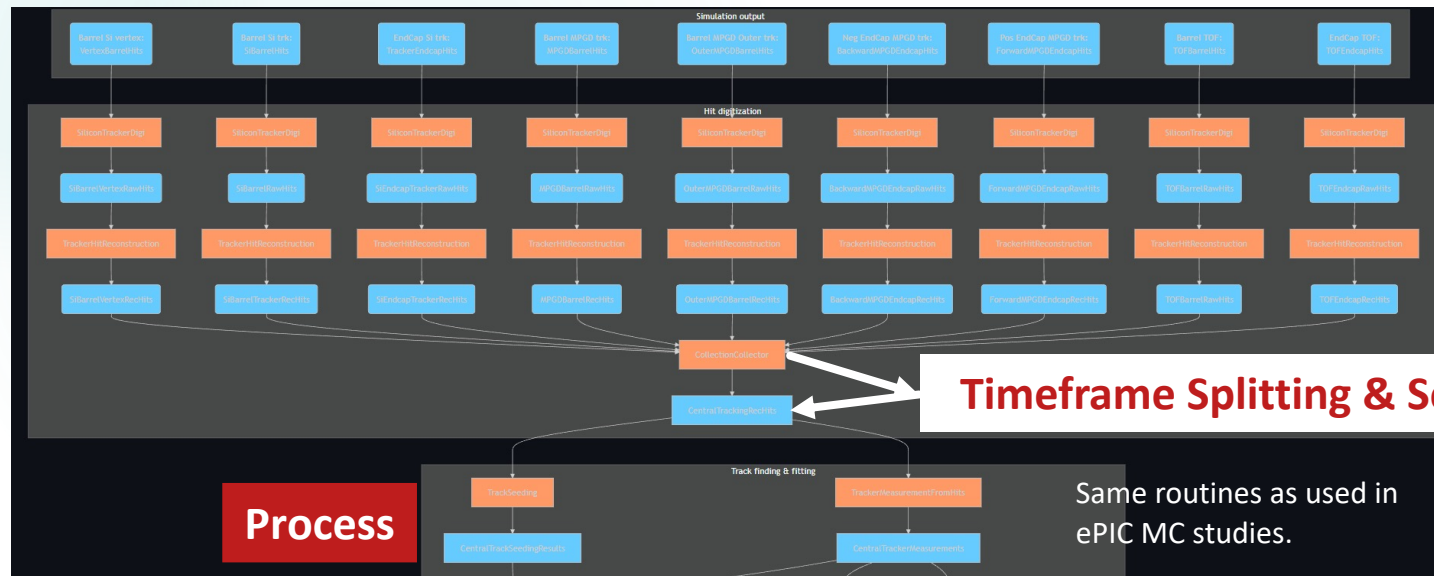 Simulation output
Barrel Si vertex:
VertexBarrelHits
Barrel Si trk:
SiBarrelHits
EndCap Si trk:
TrackerEndcapHits
Barrel MPGD trk:
MPGDBarrelHits
Barrel MPGD Outer trk:
OuterMPGDBarrelHits
Neg EndCap MPGD trk:
BackwardMPGDEndcapHits
Pos EndCap MPGD trk:
ForwardMPGDEndcapHits
Barrel TOF:
TOFBarrelHits
EndCap TOF:
TOFEndcapHits
Hit digitization
SiliconTrackerDigi
SiliconTrackerDigi
SiliconTrackerDigi
SiliconTrackerDigi
SiliconTrackerDigi
SiliconTrackerDigi
SiliconTrackerDigi
SiliconTrackerDigi
SiliconTrackerDigi
SiBarrelVertexRawHits
SiBarrelRawHits
SiEndcapTrackerRawHits
MPGDBarrelRawHits
OuterMPGDBarrelRawHits
BackwardMPGDEndcapRawHits
ForwardMPGDEndcapRawHits
TOFBarrelRawHits
TOFEndcapRawHits
TrackerHitReconstruction
TrackerHitReconstruction
TrackerHitReconstruction
TrackerHitReconstruction
TrackerHitReconstruction
TrackerHitReconstruction
TrackerHitReconstruction
TrackerHitReconstruction
TrackerHitReconstruction
SiBarrelVertexRecHits
SiBarrelTrackerRecHits
SiEndcapTrackerRecHits
MPGDBarrelRecHits
OuterMPGDBarrelRecHits
BackwardMPGDEndcapRecHits
ForwardMPGDEndcapRecHits
TOFBarrelRawHits
TOFEndcapRecHits
CollectionCollector
Timeframe Splitting &
CentralTrackingRecHits
Track finding & fitting
TrackSeeding
TrackerMeasurementFromHits
Same routines as used in
ePIC MC studies.
Process
CentralTrackSeedingResults
CentralTrackerMeasurements